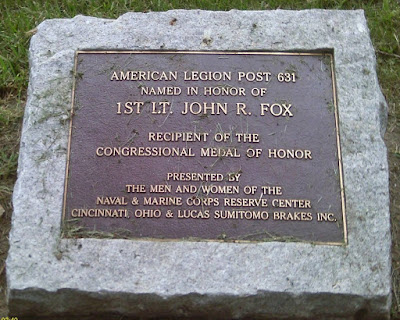 AMERICAN LEGION POST 631
NAMED IN HONOR OF
1ST LT. JOHN R. FOX
RECIPIENT OF THE
CONGRESSIONAL MEDAL OF HONOR
PRESENTED BY
THE MEN AND WOMEN OF THE
NAVAL & MARINE CORPS RESERVE CENTER
CINCINNATI, OHIO & LUCAS SUMITOMO BRAKES INC.